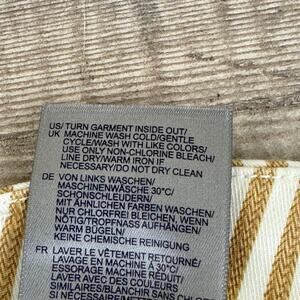 US/ TURN GARMENT INSIDE OUT/
UK MACHINE WASH COLD/GENTLE
CYCLE/WASH WITH LIKE COLORS/
USE ONLY NON-CHLORINE BLEACH/
LINE DRY/WARM IRON IF
NECESSARY/DO NOT DRY CLEAN
DE VON LINKS WASCHEN/
MASCHINENWÄSCHE 30°C/
SCHONSCHLEUDERN/
MIT ÄHNLICHEN FARBEN WASCHEN/
NUR CHLORFREI BLEICHEN, WENN
NÖTIG/TROPFNASS AUFHÄNGEN/
WARM BÜGELN/
KEINE CHEMISCHE REINIGUNG
FR LAVER LE VÊTEMENT RETOURNÉ/
LAVAGE EN MACHINE À 30°C/
ESSORAGE MACHINE RÉDUIT/
LAVER AVEC DES COULEURS
SIMILAIRES/BLANCHIR SANS CHLORE
SI NÉCESSAIRE/